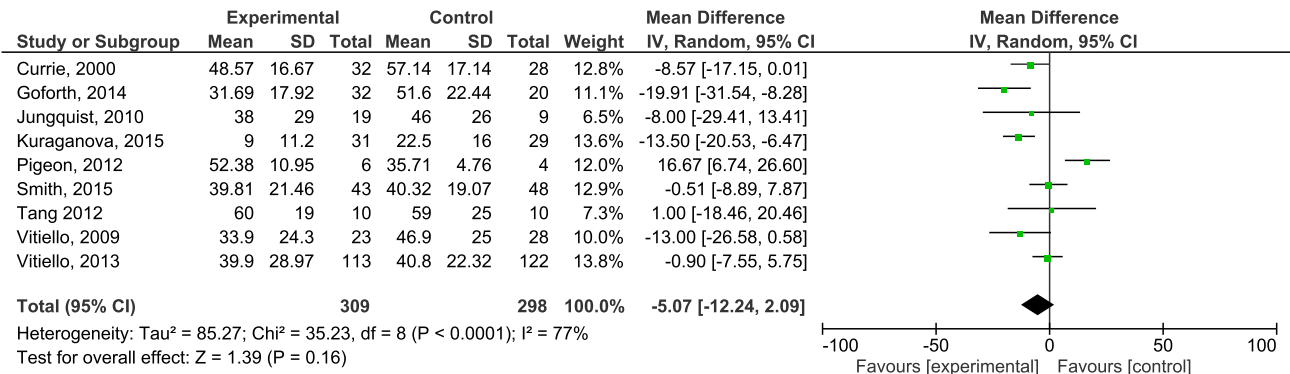 Experimental Control Mean Difference Mean Difference
Study or Subgroup Mean SD Total Mean SD Total Weight IV, Random, 95% CI IV, Random, 95% CI
Currie, 2000 48.57 16.67 32 57.14 17.14 28 12.8% -8.57 [-17.15, 0.01]
Goforth, 2014 31.69 17.92 32 51.6 22.44 20 11.1% -19.91 [-31.54, -8.28]
Jungquist, 2010 38 29 19 46 26 9 6.5% -8.00 [-29.41, 13.41]
Kuraganova, 2015 9 11.2 31 22.5 16 29 13.6% -13.50 [-20.53, -6.47]
Pigeon, 2012 52.38 10.95 6 35.71 4.76 4 12.0% 16.67 [6.74, 26.60]
Smith, 2015 39.81 21.46 43 40.32 19.07 48 12.9% -0.51 [-8.89, 7.87]
Tang 2012 60 19 10 59 25 10 7.3% 1.00 [-18.46, 20.46]
Vitiello, 2009 33.9 24.3 23 46.9 25 28 10.0% -13.00 [-26.58, 0.58]
Vitiello, 2013 39.9 28.97 113 40.8 22.32 122 13.8% -0.90 [-7.55, 5.75]
Total (95% CI) 309 298 100.0% -5.07 [-12.24, 2.09]
Heterogeneity: Tau² = 85.27; Chi² = 35.23, df = 8 (P < 0.0001); I² = 77%
Test for overall effect: Z = 1.39 (P = 0.16)
-100 -50 0 50 100
Favours [experimental] Favours [control]